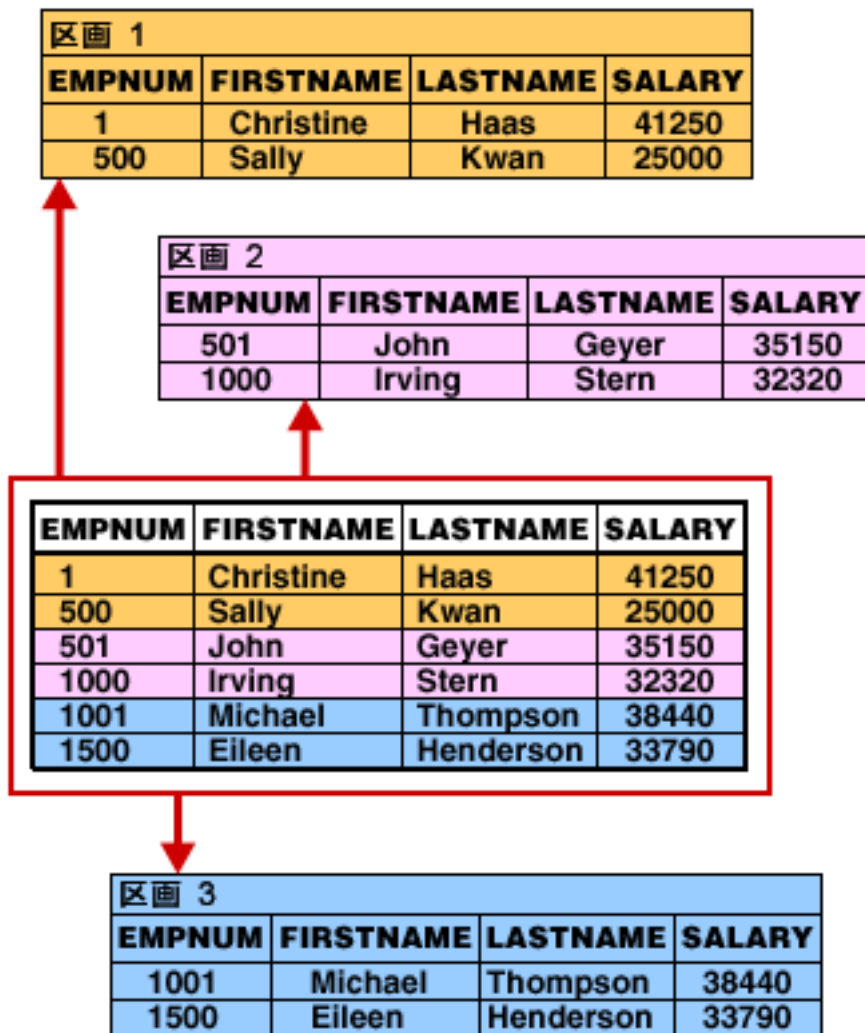 区画 1
EMPNUM FIRSTNAME LASTNAME SALARY
1 Christine Haas 41250
500 Sally Kwan 25000
区画 2
EMPNUM FIRSTNAME LASTNAME SALARY
501 John Geyer 35150
1000 Irving Stern 32320
EMPNUM FIRSTNAME LASTNAME SALARY
1 Christine Haas 41250
500 Sally Kwan 25000
501 John Geyer 35150
1000 Irving Stern 32320
1001 Michael Thompson 38440
1500 Eileen Henderson 33790
区画 3
EMPNUM FIRSTNAME LASTNAME SALARY
1001 Michael Thompson 38440
1500 Eileen Henderson 33790